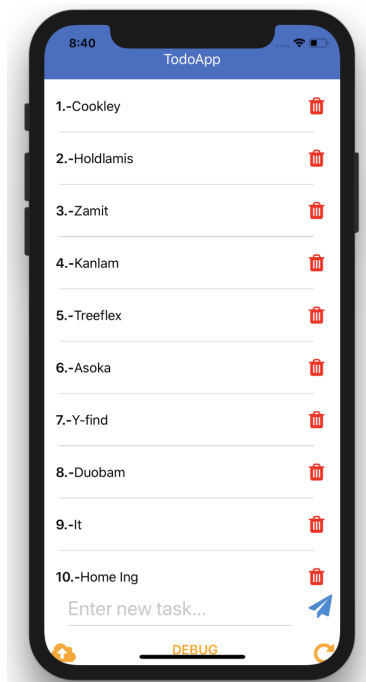 8:40
TodoApp
1.-Cookley
2.-Holdlamis
3.-Zamit
4.-Kanlam
5.-Treeflex
6.-Asoka
7.-Y-find
8.-Duobam
9.-It
10.-Home Ing
Enter new task...
DEBUG